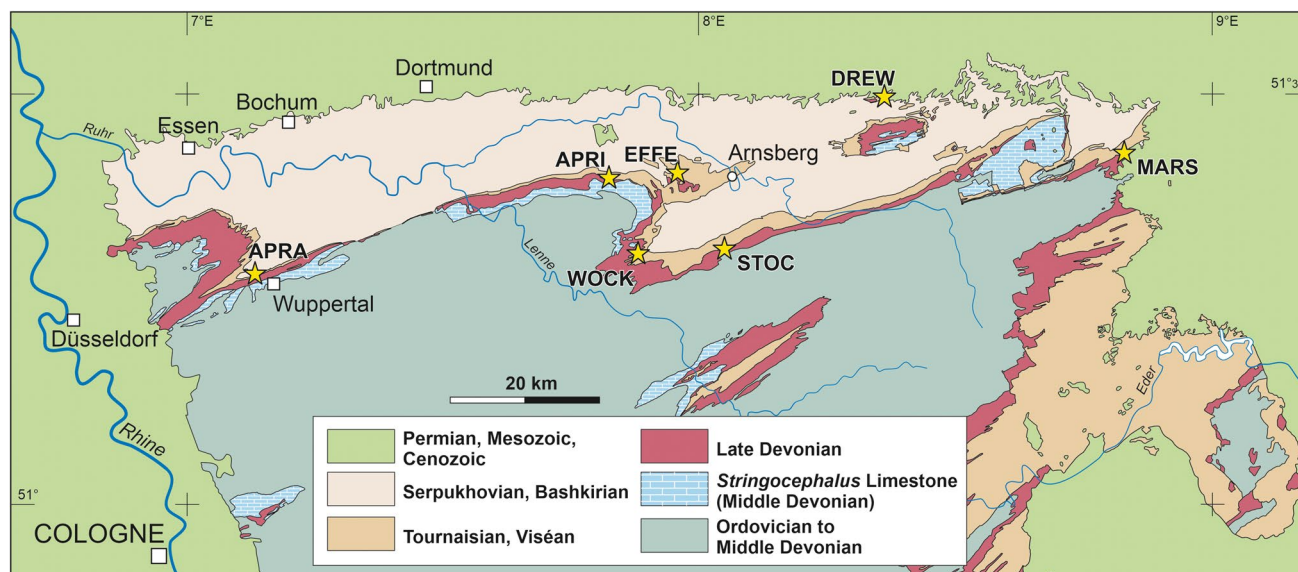 7°E
8°E
9°E
51°3
Dortmund
DREW
Bochum
Ruhr
Essen
APRI
EFFE
Arnsberg
MARS
APRA
Lenne
WOCK
STOC
Wuppertal
Düsseldorf
20 km
Eder
Rhine
51°
COLOGNE
Permian, Mesozoic,
Cenozoic
Serpukhovian, Bashkirian
Tournaisian, Viséan
Late Devonian
Stringocephalus Limestone
(Middle Devonian)
Ordovician to
Middle Devonian